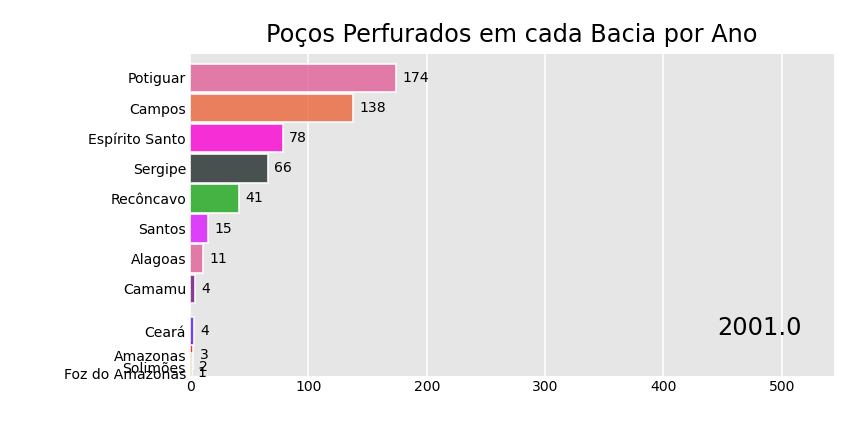 Poços Perfurados em cada Bacia por Ano
Potiguar 174
Campos 138
Espírito Santo 78
Sergipe 66
Recôncavo 41
Santos 15
Alagoas 11
Camamu 4
Ceará 4
2001.0
Amazonas 3
Solimões 2
Foz do Amazonas 1
0 100 200 300 400 500